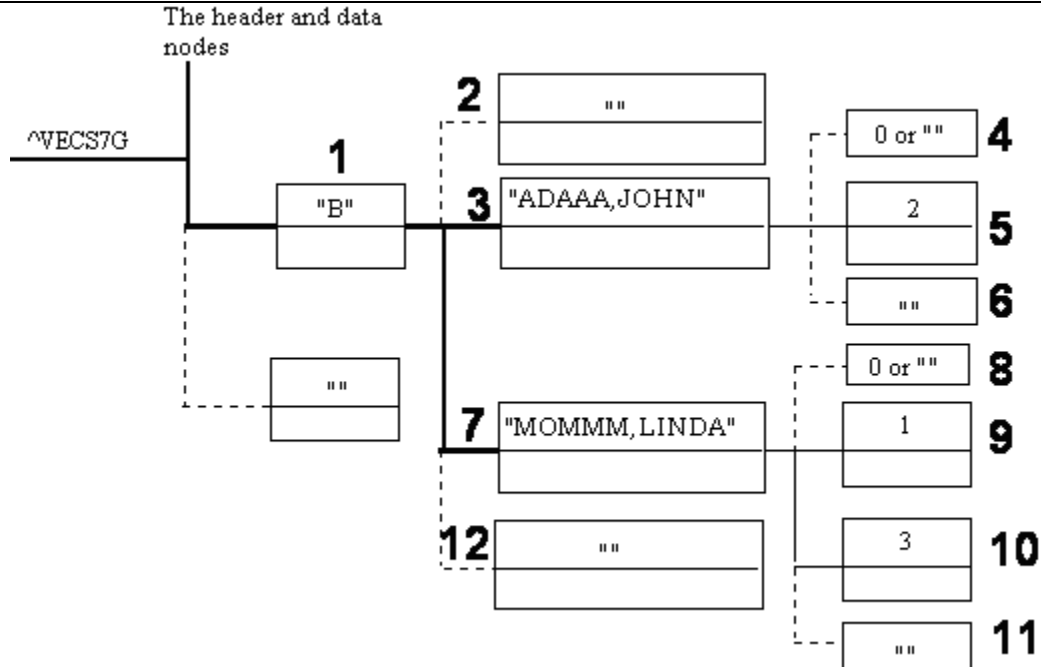 The header and data
nodes
^VECS7G
1
"B"
""
2
""
3
"ADAAA,JOHN"
4
0 or ""
5
2
6
""
7
"MOMMM,LINDA"
8
0 or ""
9
1
10
3
11
""
12
""